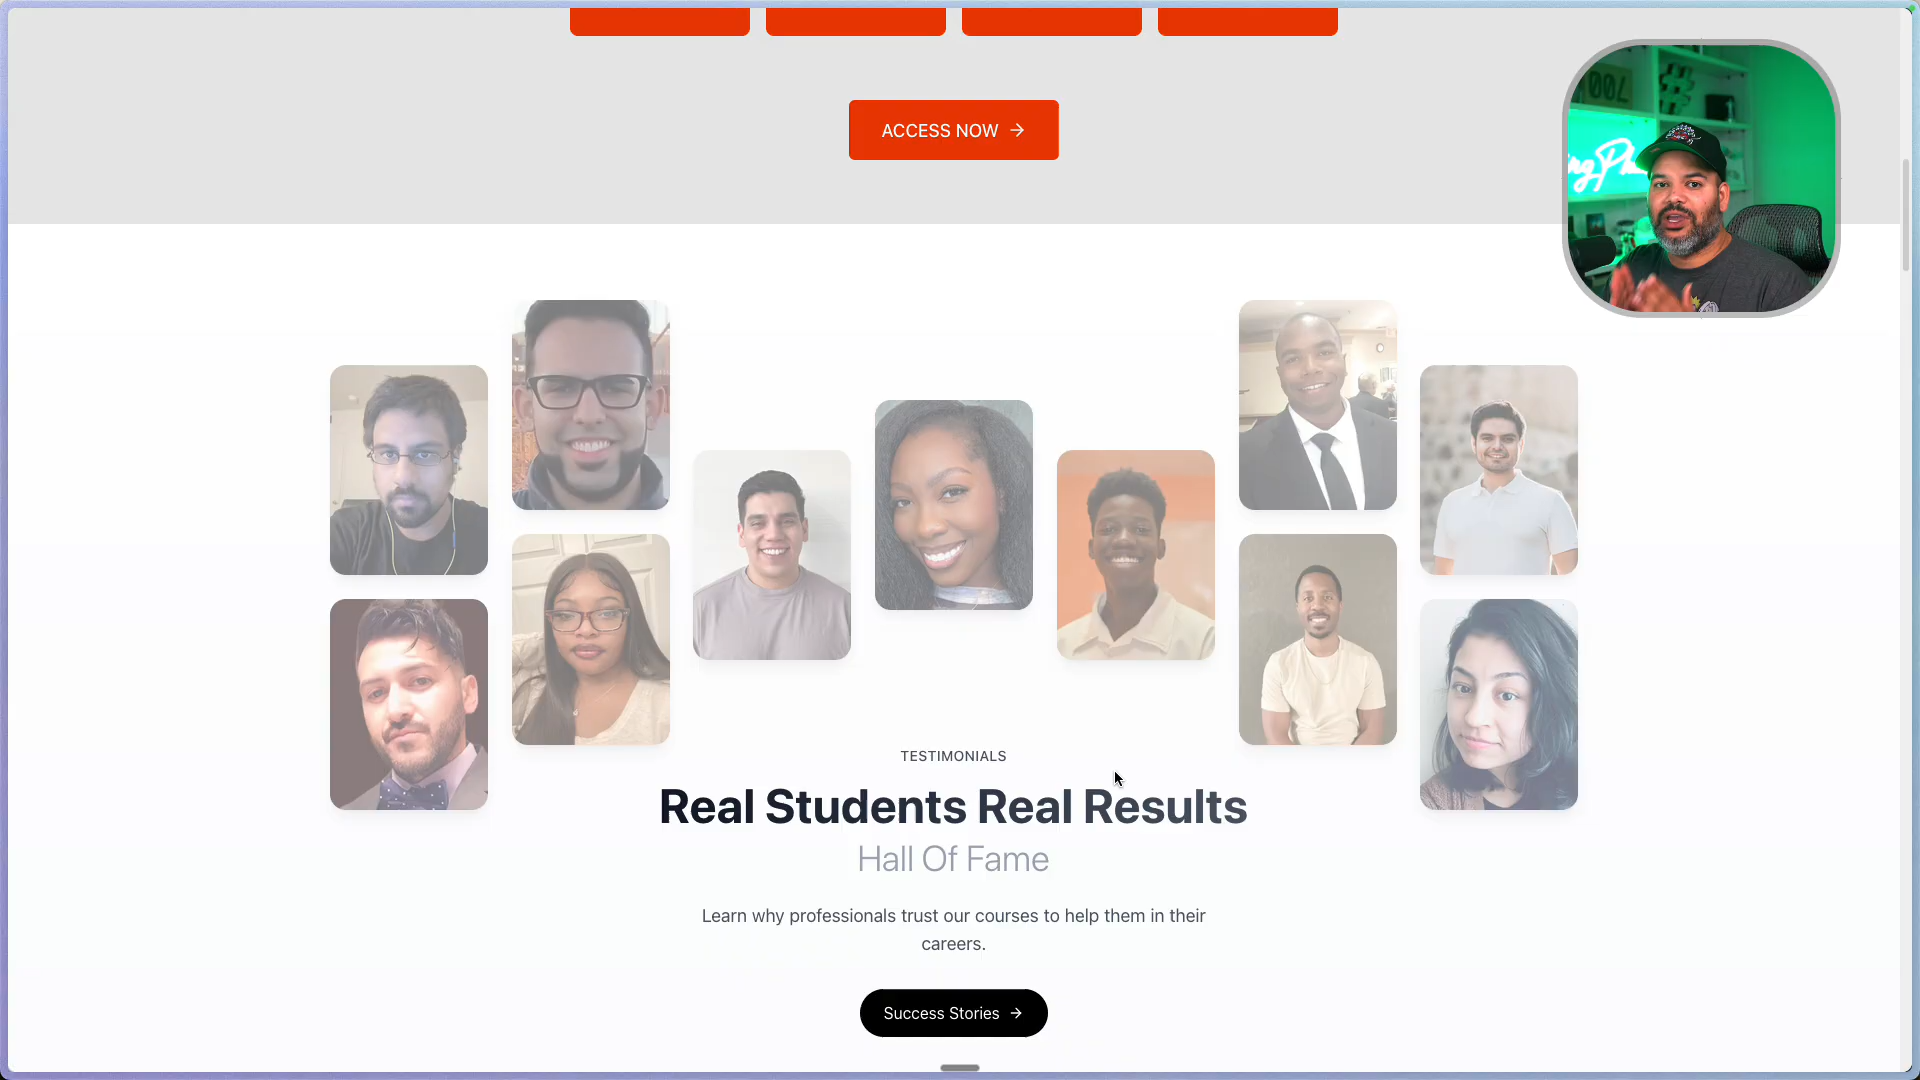 ACCESS NOW
TESTIMONIALS
Real Students Real Results
Hall Of Fame
Learn why professionals trust our courses to help them in their
careers.
Success Stories